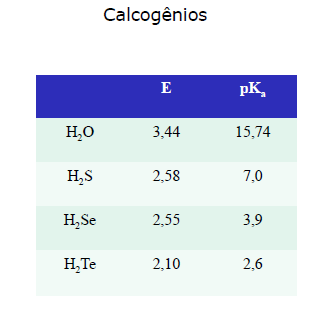 Calcogênios
E pKₐ
H₂O 3,44 15,74
H₂S 2,58 7,0
H₂Se 2,55 3,9
H₂Te 2,10 2,6